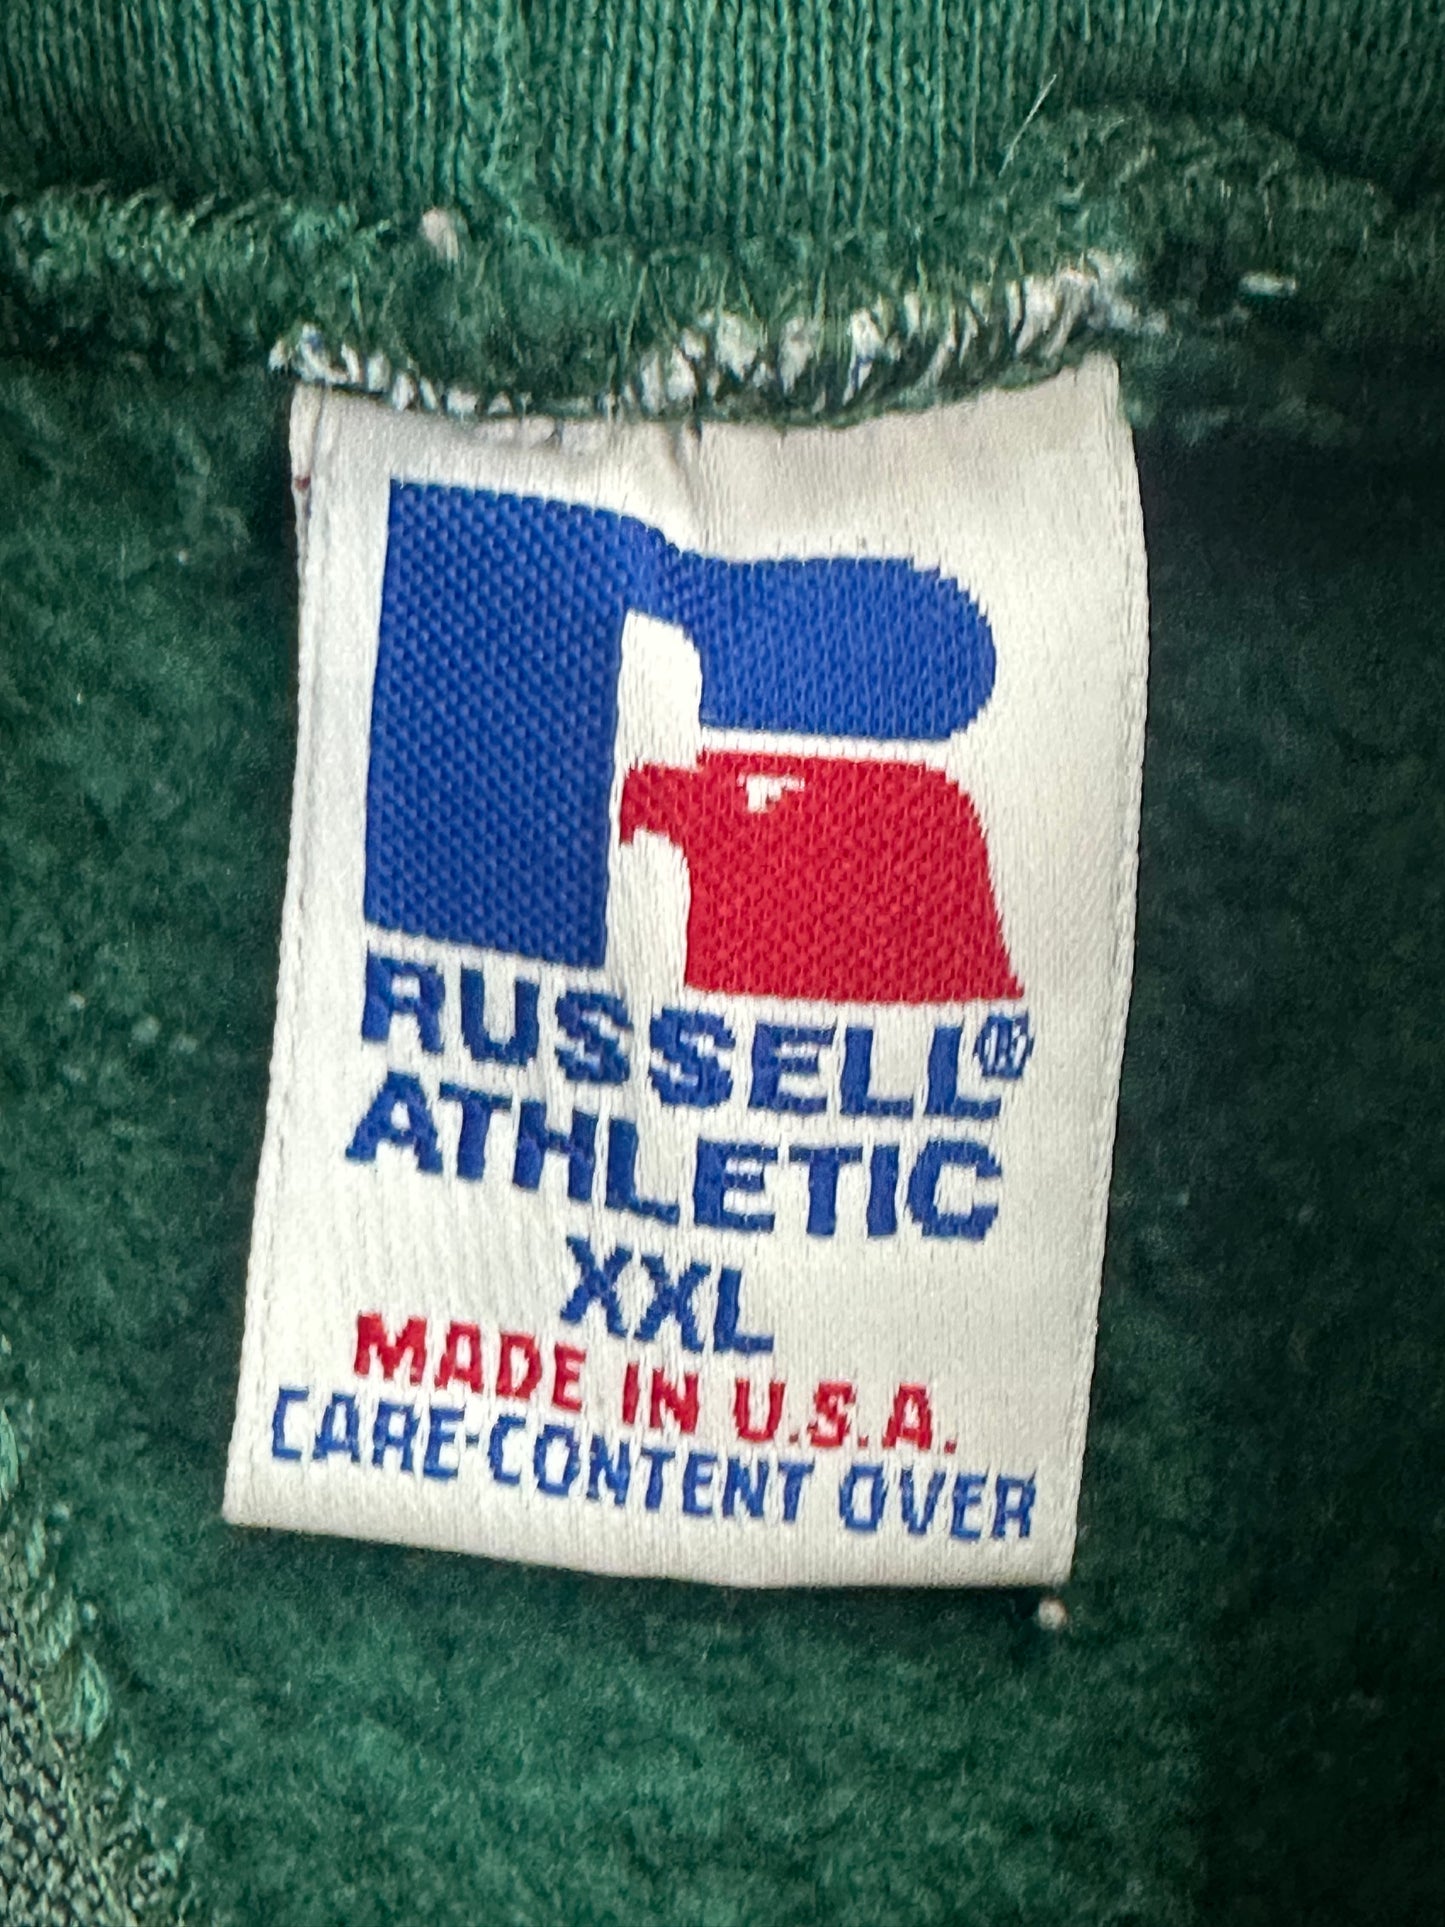 RUSSELL®
ATHLETIC
XXL
MADE IN U.S.A.
CARE-CONTENT OVER